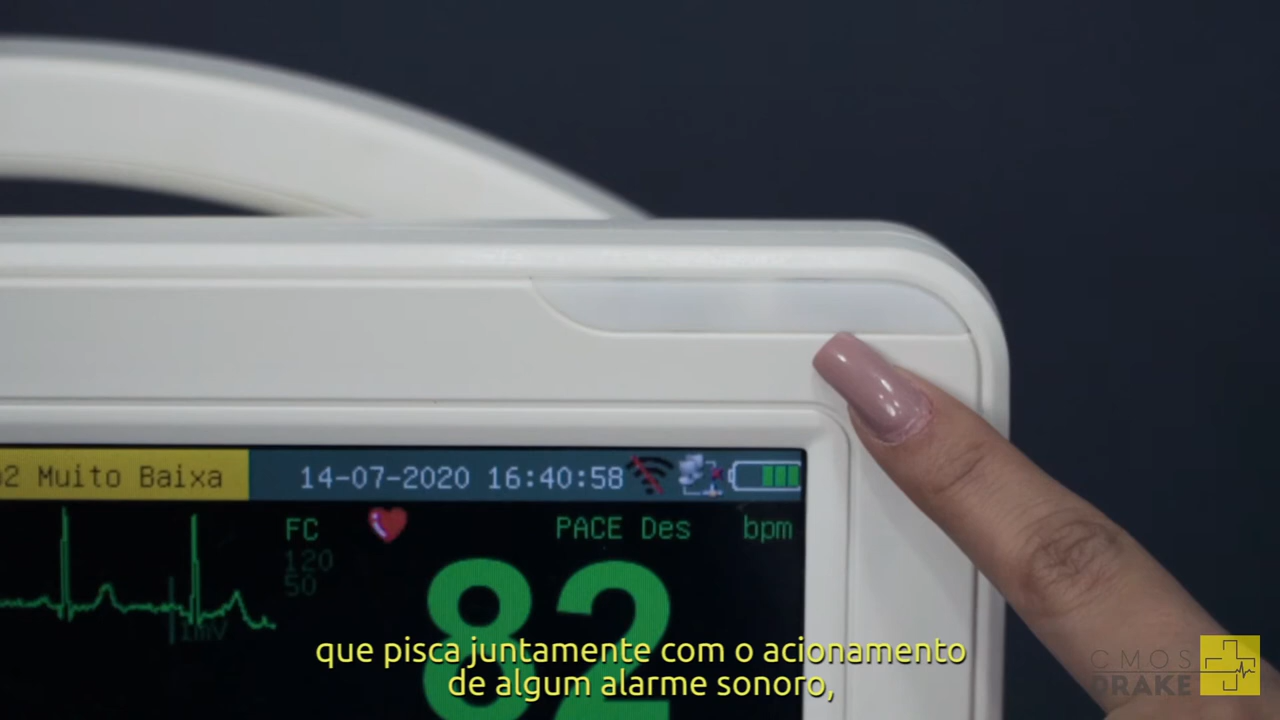 2 Muito Baixa
14-07-2020 16:40:58
FC
PACE Des
bpm
120
50
1mV
82
que pisca juntamente com o acionamento
de algum alarme sonoro,
CMOS
DRAKE